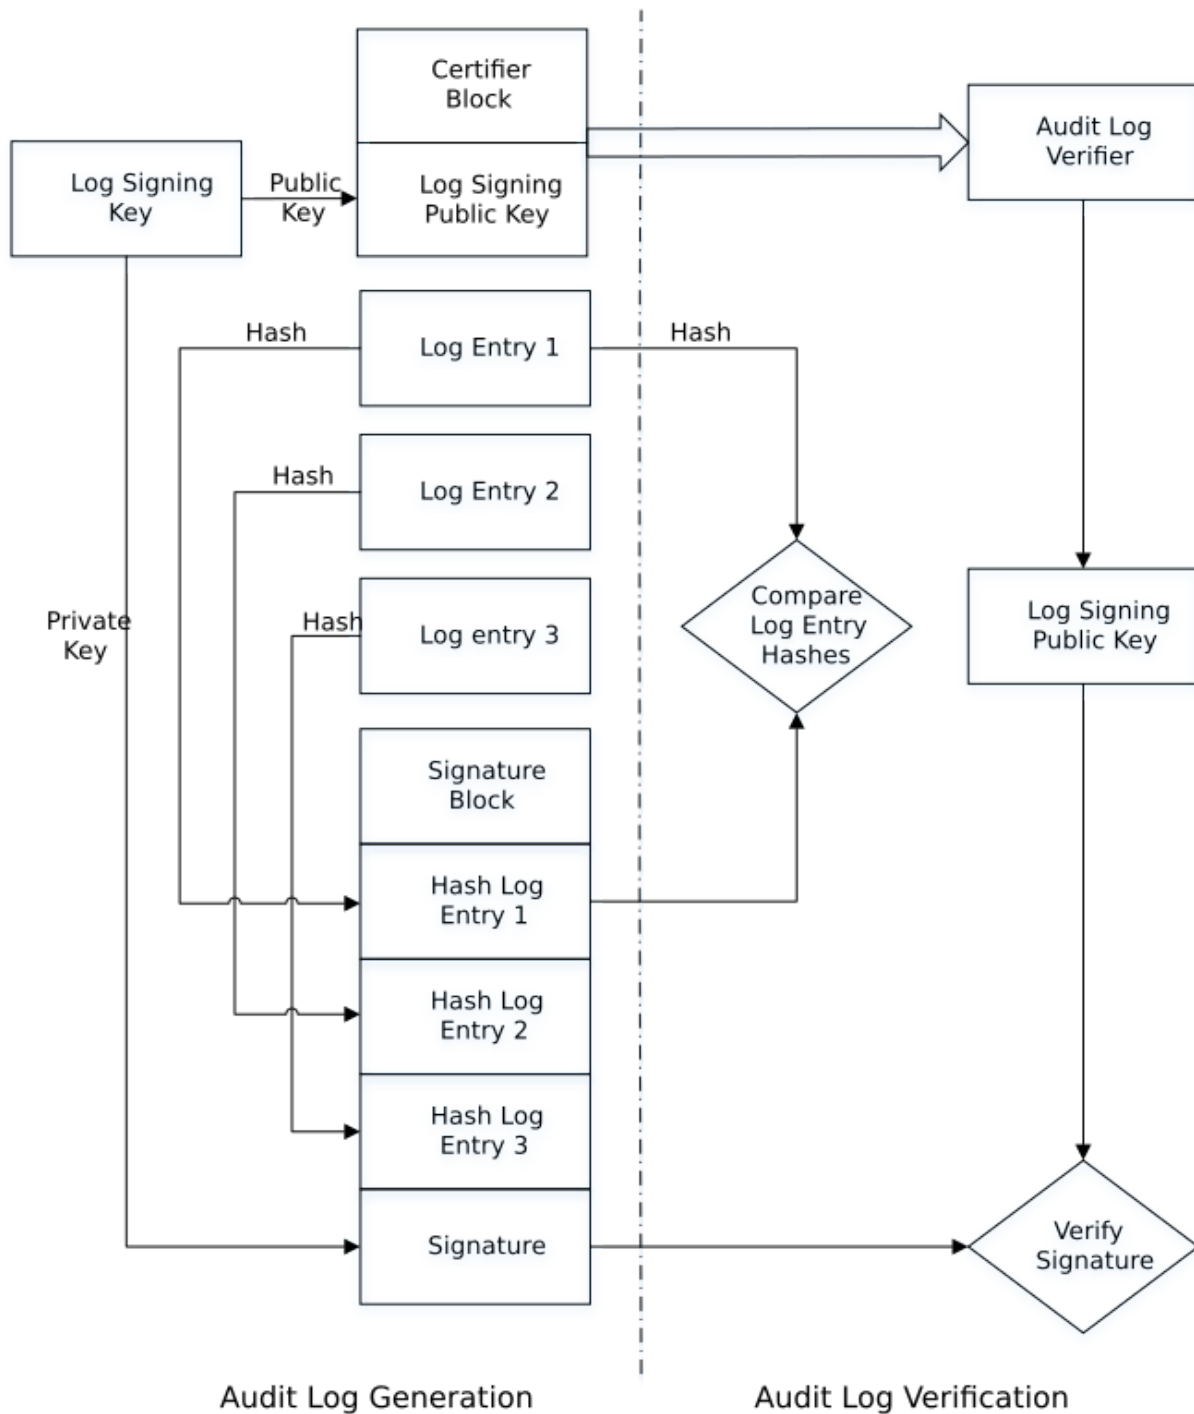 Certifier
Block
Audit Log
Verifier
Log Signing
Key
Public
Key
Log Signing
Public Key
Hash
Log Entry 1
Hash
Hash
Log Entry 2
Compare
Log Entry
Hashes
Private
Key
Hash
Log entry 3
Log Signing
Public Key
Signature
Block
Hash Log
Entry 1
Hash Log
Entry 2
Hash Log
Entry 3
Signature
Verify
Signature
Audit Log Generation
Audit Log Verification